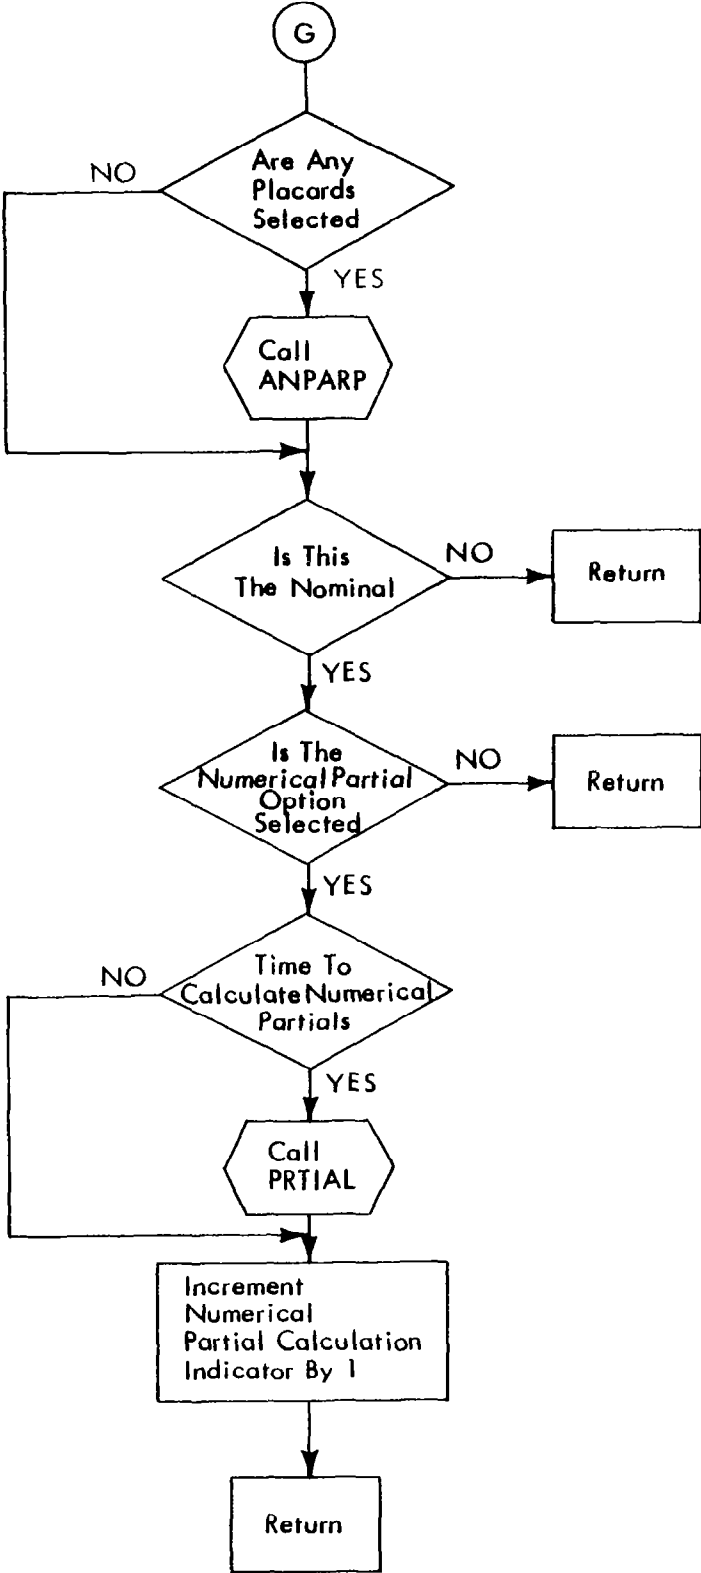 G
NO
Are Any
Placards
Selected
YES
Call
ANPARP
Is This
The Nominal
NO
Return
YES
Is The
Numerical Partial
Option
Selected
NO
Return
YES
NO
Time To
Calculate Numerical
Partials
YES
Call
PRTIAL
Increment
Numerical
Partial Calculation
Indicator By 1
Return